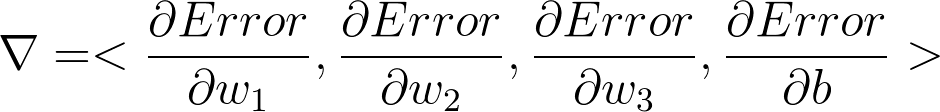 ∇ =< ∂Error/∂w₁, ∂Error/∂w₂, ∂Error/∂w₃, ∂Error/∂b >